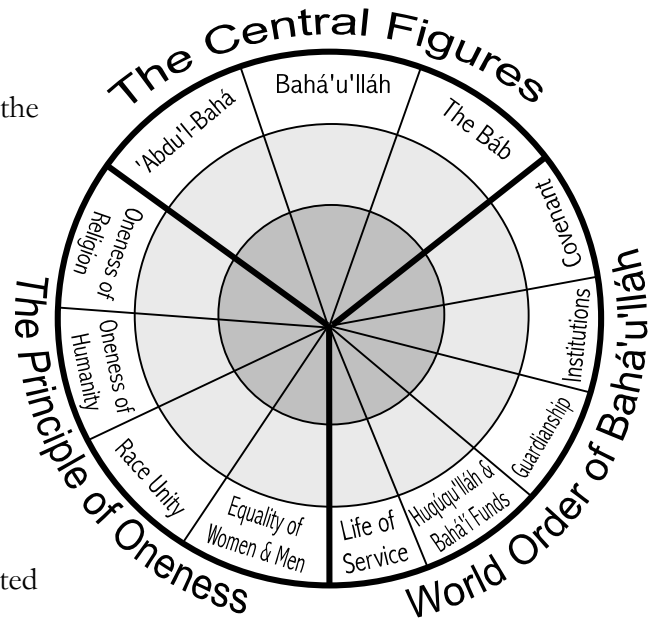 The Central Figures
the
'Abdu'l-Bahá
Bahá'u'lláh
The Báb
Covenant
Institutions
Guardianship
Huqúqu'lláh &
Bahá'í Funds
Life of
Service
Equality of
Women & Men
Race Unity
Oneness of
Humanity
Oneness of
Religion
The Principle of Oneness
World Order of Bahá'u'lláh
ted